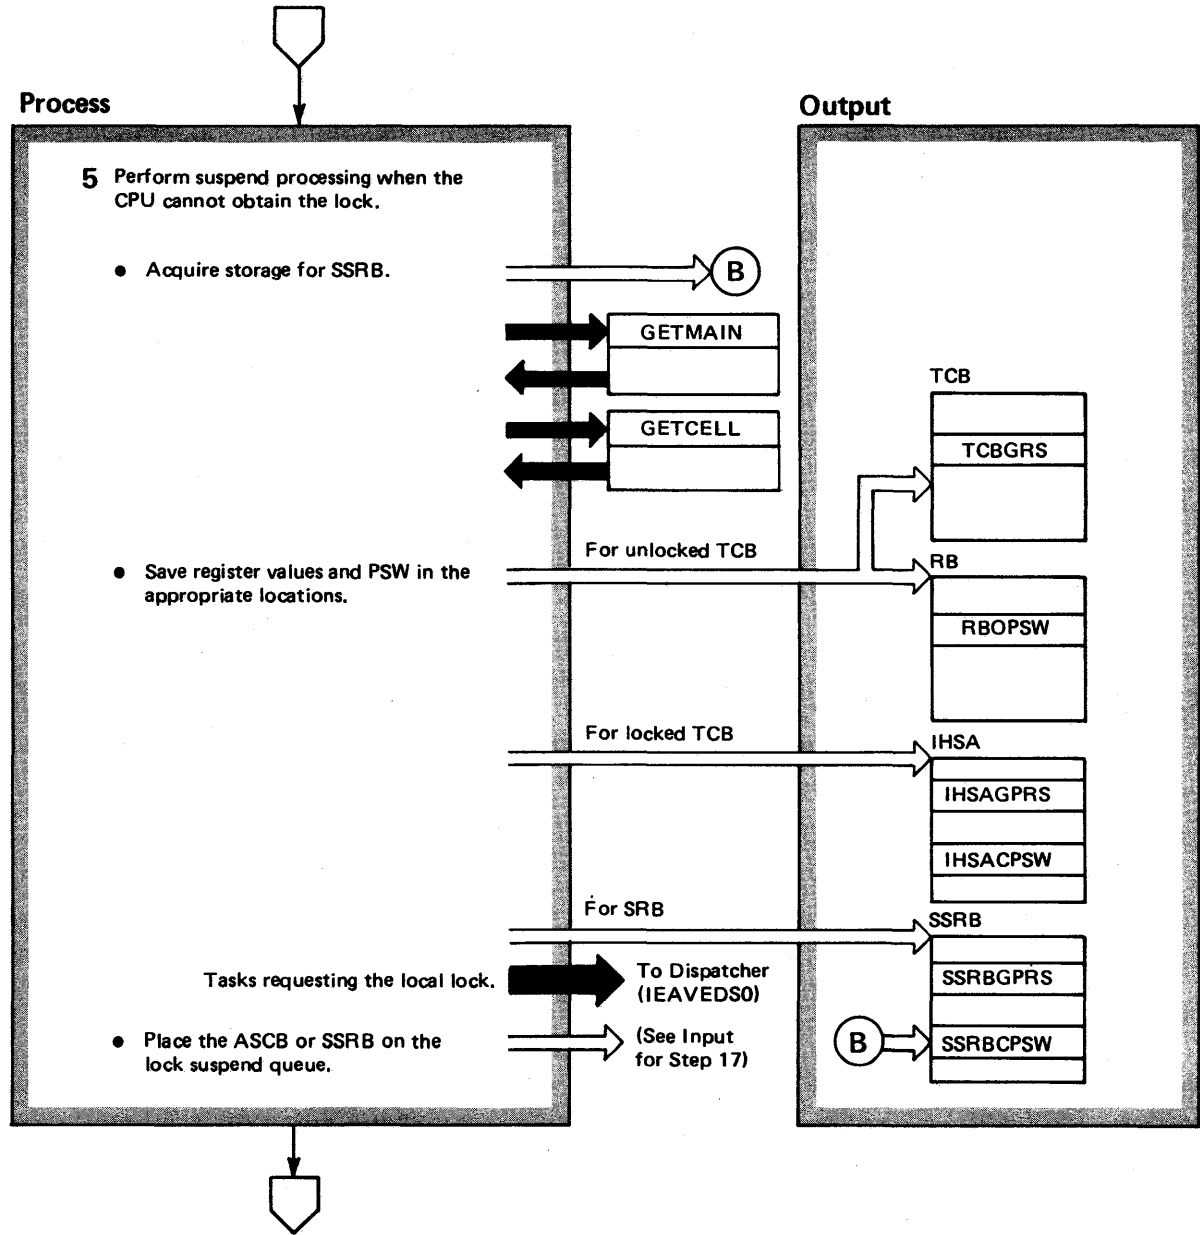 Process
Output
5 Perform suspend processing when the
CPU cannot obtain the lock.
• Acquire storage for SSRB.
B
GETMAIN
GETCELL
TCB
TCBGRS
For unlocked TCB
• Save register values and PSW in the
appropriate locations.
RB
RBOPSW
For locked TCB
IHSA
IHSAGPRS
IHSACPSW
For SRB
SSRB
SSRBGPRS
Tasks requesting the local lock.
To Dispatcher
(IEAVEDS0)
• Place the ASCB or SSRB on the
lock suspend queue.
(See Input
for Step 17)
B
SSRBCPSW